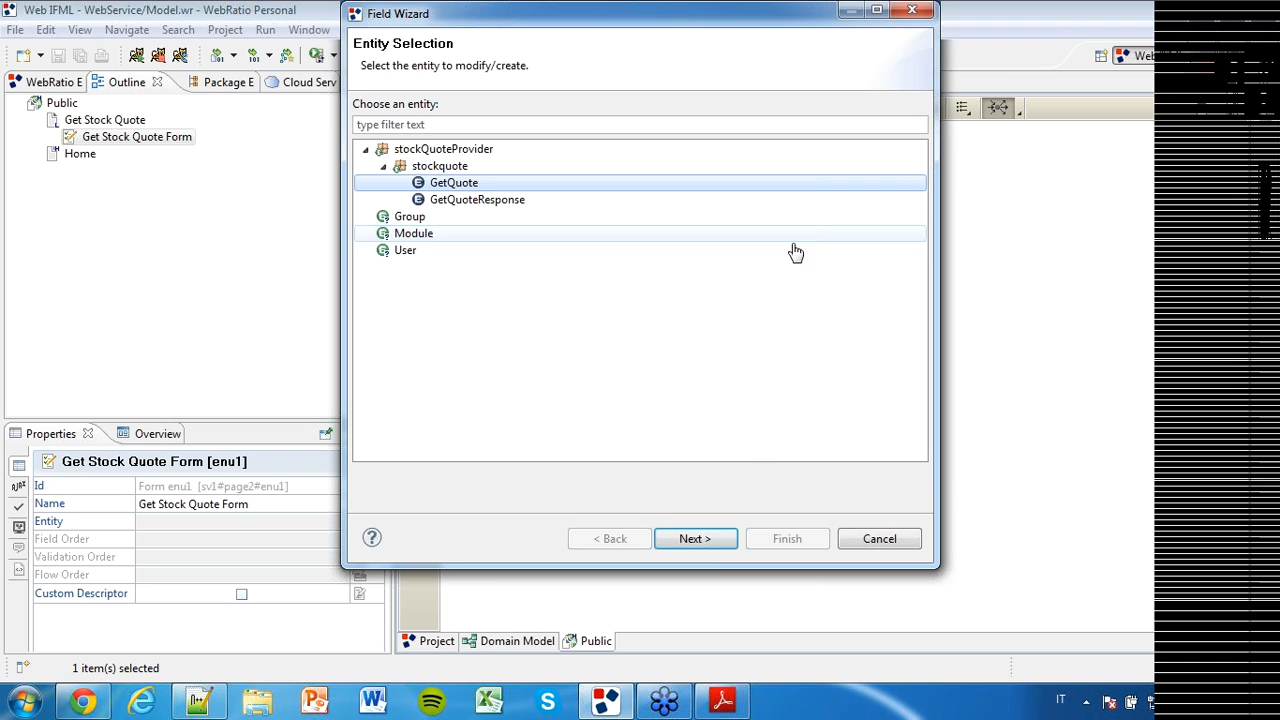 Web IFML - WebService/Model.wr - WebRatio Personal
File Edit View Navigate Search Project Run Window
WebRatio E Outline Package E Cloud Serv
Public
Get Stock Quote
Get Stock Quote Form
Home
Properties Overview
Get Stock Quote Form [enu1]
Id Form enu1 [sv1#page2#enu1]
Name Get Stock Quote Form
Entity
Field Order
Validation Order
Flow Order
Custom Descriptor
Field Wizard
Entity Selection
Select the entity to modify/create.
Choose an entity:
type filter text
stockQuoteProvider
stockquote
GetQuote
GetQuoteResponse
Group
Module
User
< Back Next > Finish Cancel
Project Domain Model Public
1 item(s) selected
IT